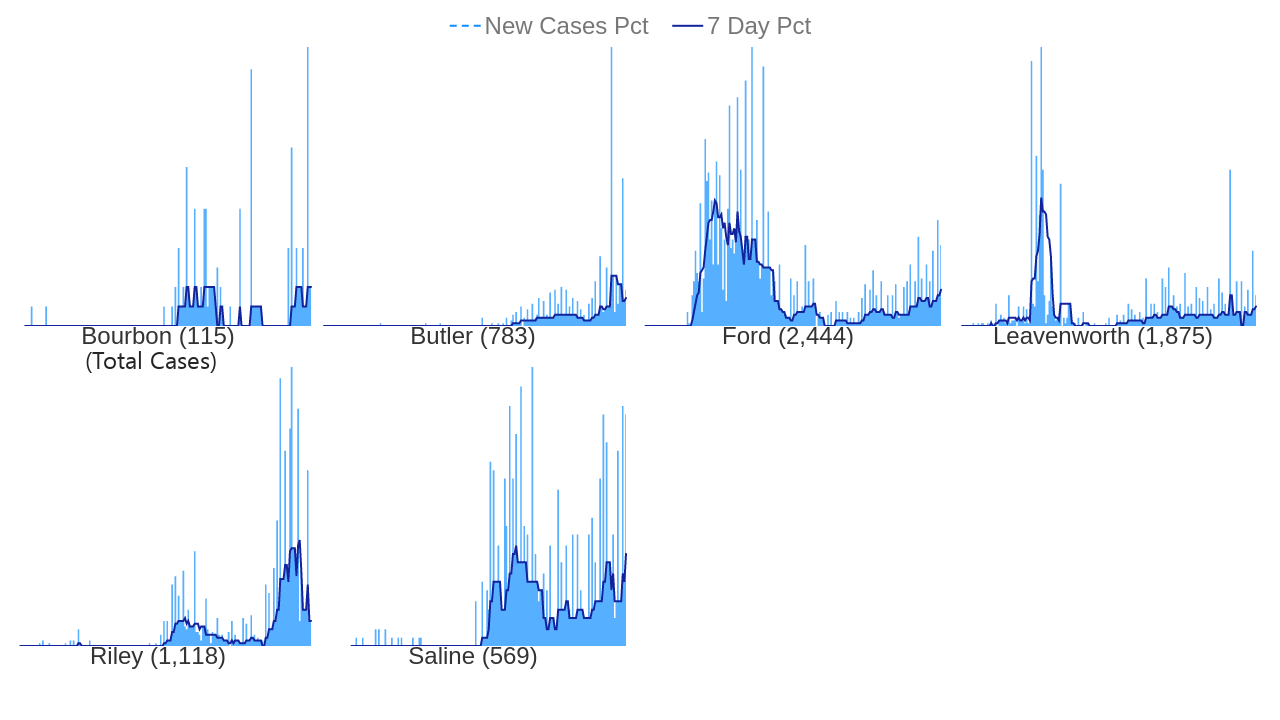 New Cases Pct 7 Day Pct
Bourbon (115)
(Total Cases)
Butler (783)
Ford (2,444)
Leavenworth (1,875)
Riley (1,118)
Saline (569)